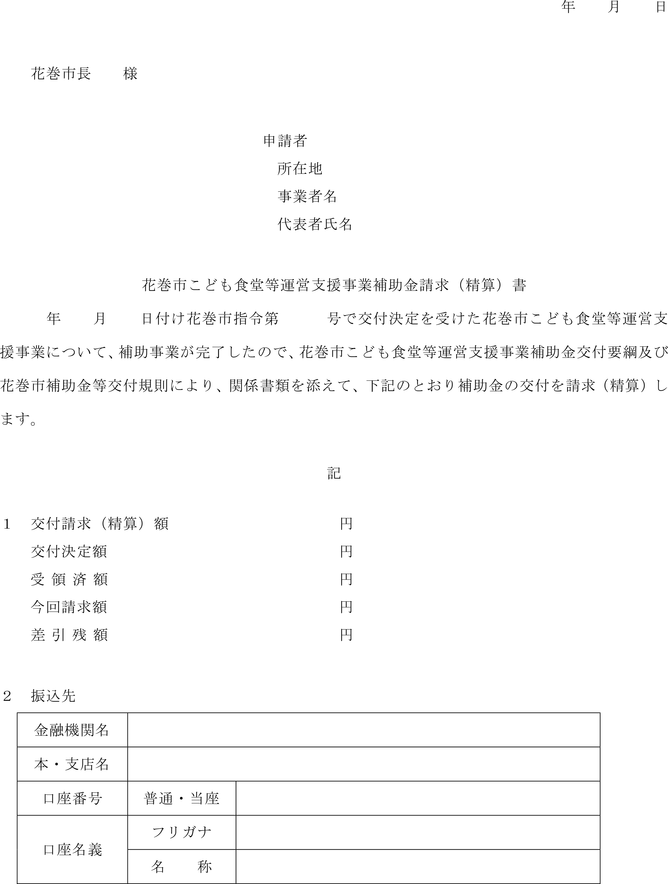 年　　月　　日
花巻市長　　様
申請者
所在地
事業者名
代表者氏名
花巻市こども食堂等運営支援事業補助金請求（精算）書
年　　月　　日付け花巻市指令第　　　号で交付決定を受けた花巻市こども食堂等運営支
援事業について、補助事業が完了したので、花巻市こども食堂等運営支援事業補助金交付要綱及び
花巻市補助金等交付規則により、関係書類を添えて、下記のとおり補助金の交付を請求（精算）し
ます。
記
１　交付請求（精算）額　　円
交付決定額　　円
受 領 済 額　　円
今回請求額　　円
差 引 残 額　　円
２　振込先
金融機関名
本・支店名
口座番号　普通・当座
口座名義　フリガナ
名　　称